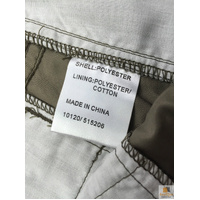 SHELL:POLYESTER
LINING:POLYESTER/
COTTON
MADE IN CHINA
10120/515206